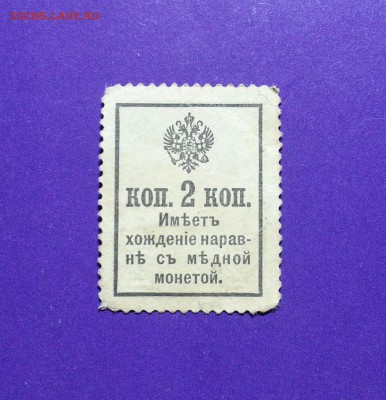 коп. 2 коп.
Имѣетъ
хожденіе нарав-
нѣ съ мѣдной
монетой.